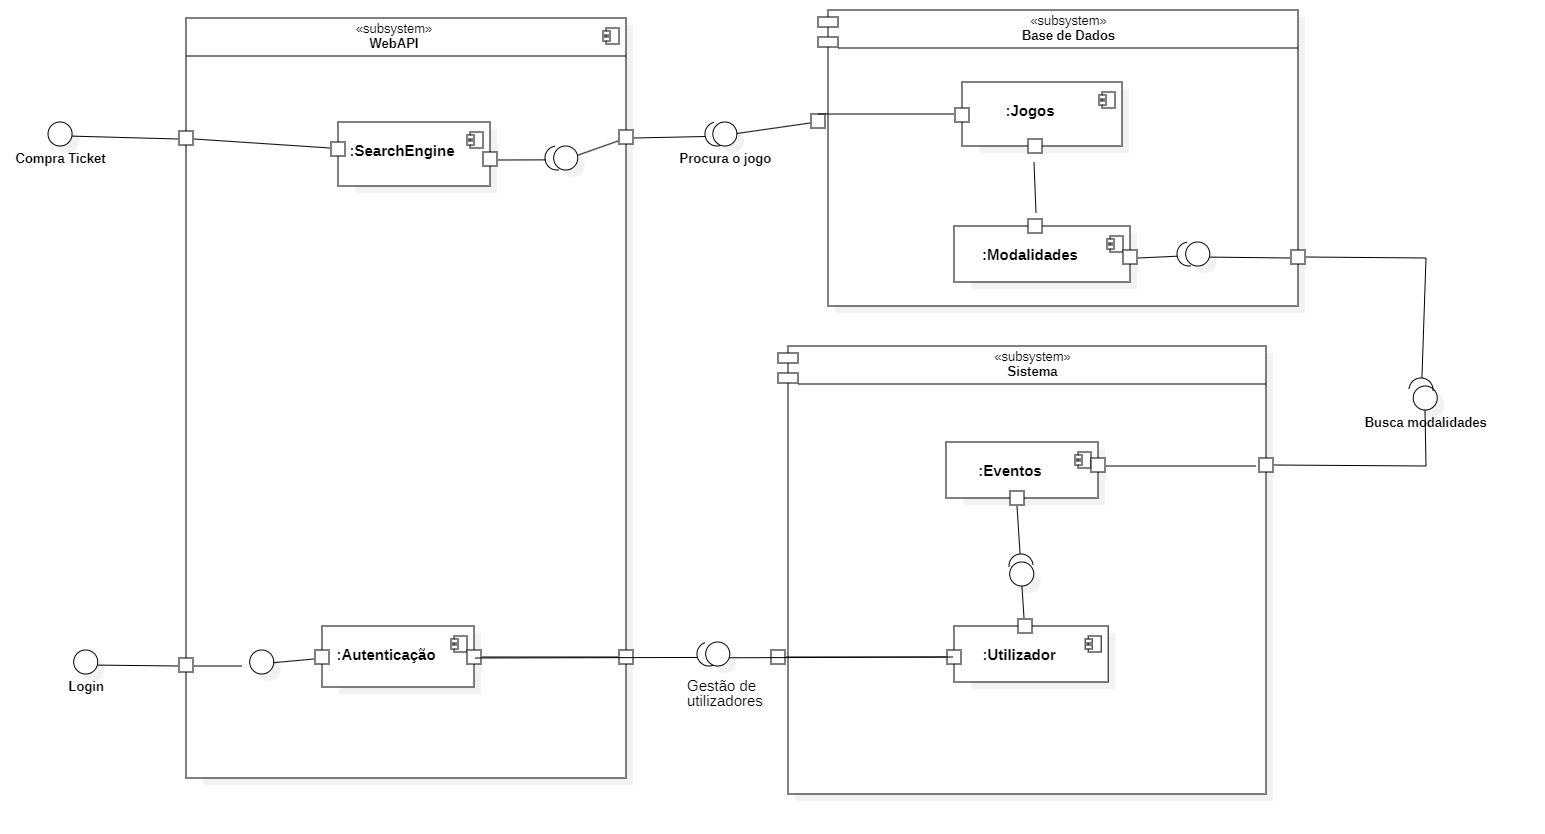 «subsystem»
WebAPI
Compra Ticket
:SearchEngine
Procura o jogo
«subsystem»
Base de Dados
:Jogos
:Modalidades
«subsystem»
Sistema
Busca modalidades
:Eventos
Login
:Autenticação
Gestão de
utilizadores
:Utilizador